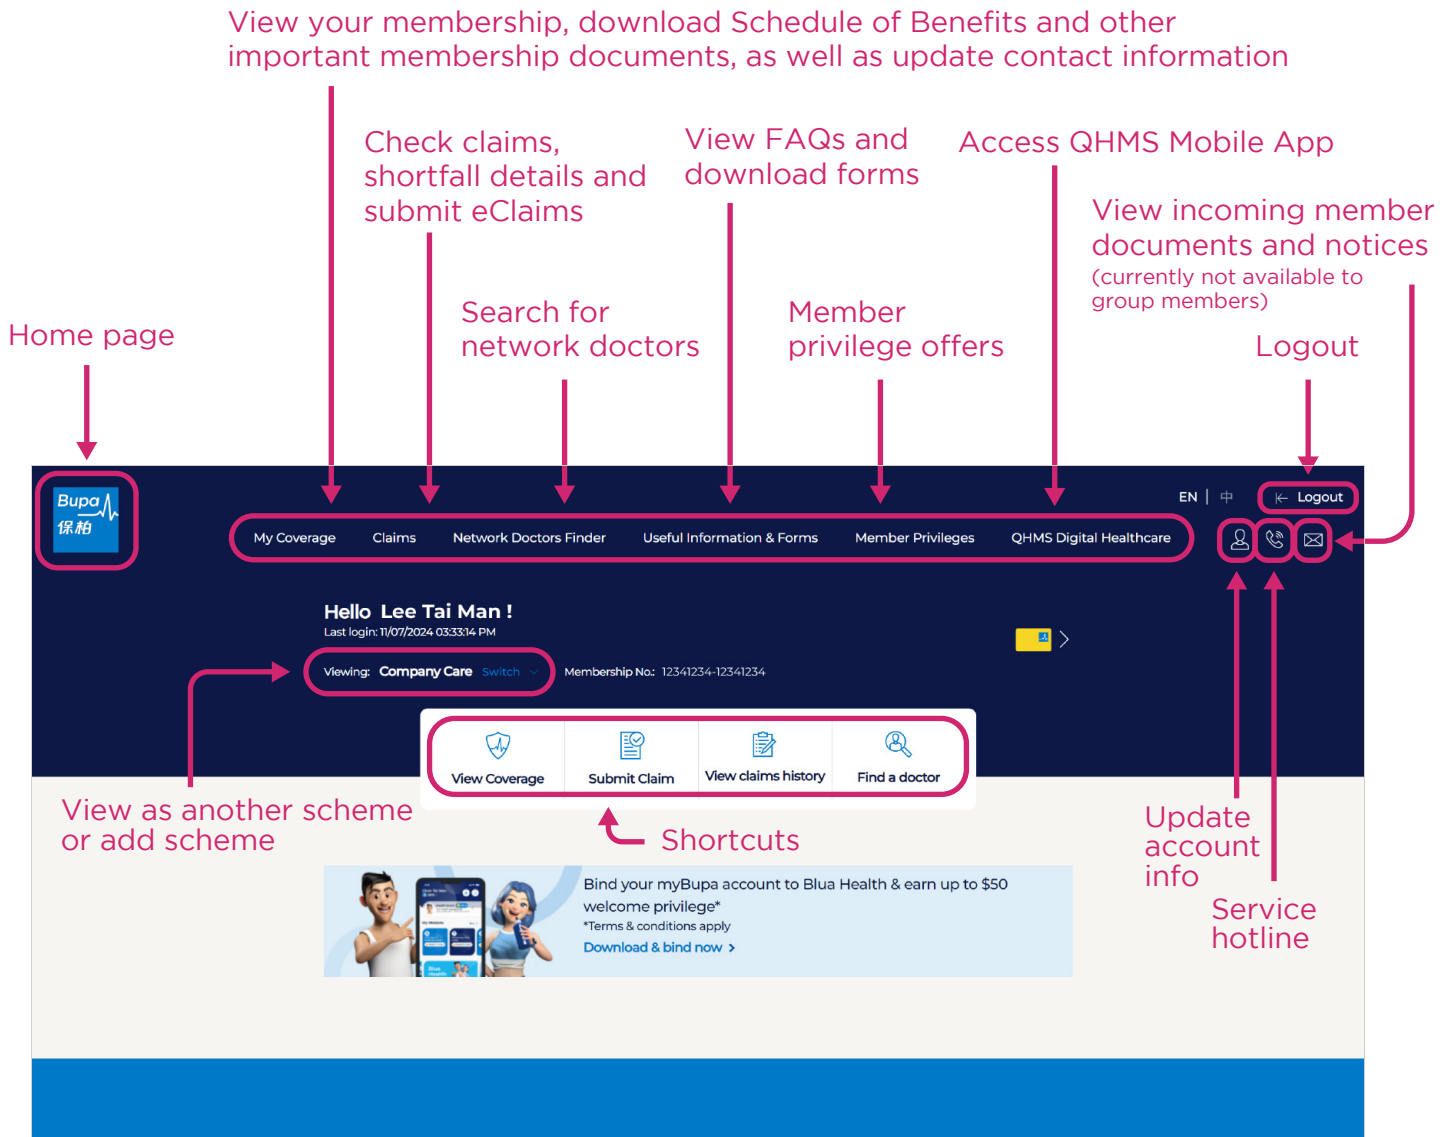 View your membership, download Schedule of Benefits and other
important membership documents, as well as update contact information
Check claims,
shortfall details and
submit eClaims
View FAQs and
download forms
Access QHMS Mobile App
View incoming member
documents and notices
(currently not available to
group members)
Search for
network doctors
Member
privilege offers
Home page
Logout
Bupa
保柏
EN | 中
Logout
My Coverage
Claims
Network Doctors Finder
Useful Information & Forms
Member Privileges
QHMS Digital Healthcare
Hello Lee Tai Man !
Last login: 11/07/2024 03:33:14 PM
Viewing: Company Care Switch
Membership No.: 12341234-12341234
View Coverage
Submit Claim
View claims history
Find a doctor
View as another scheme
or add scheme
Shortcuts
Update
account
info
Service
hotline
Bind your myBupa account to Blua Health & earn up to $50
welcome privilege*
*Terms & conditions apply
Download & bind now >